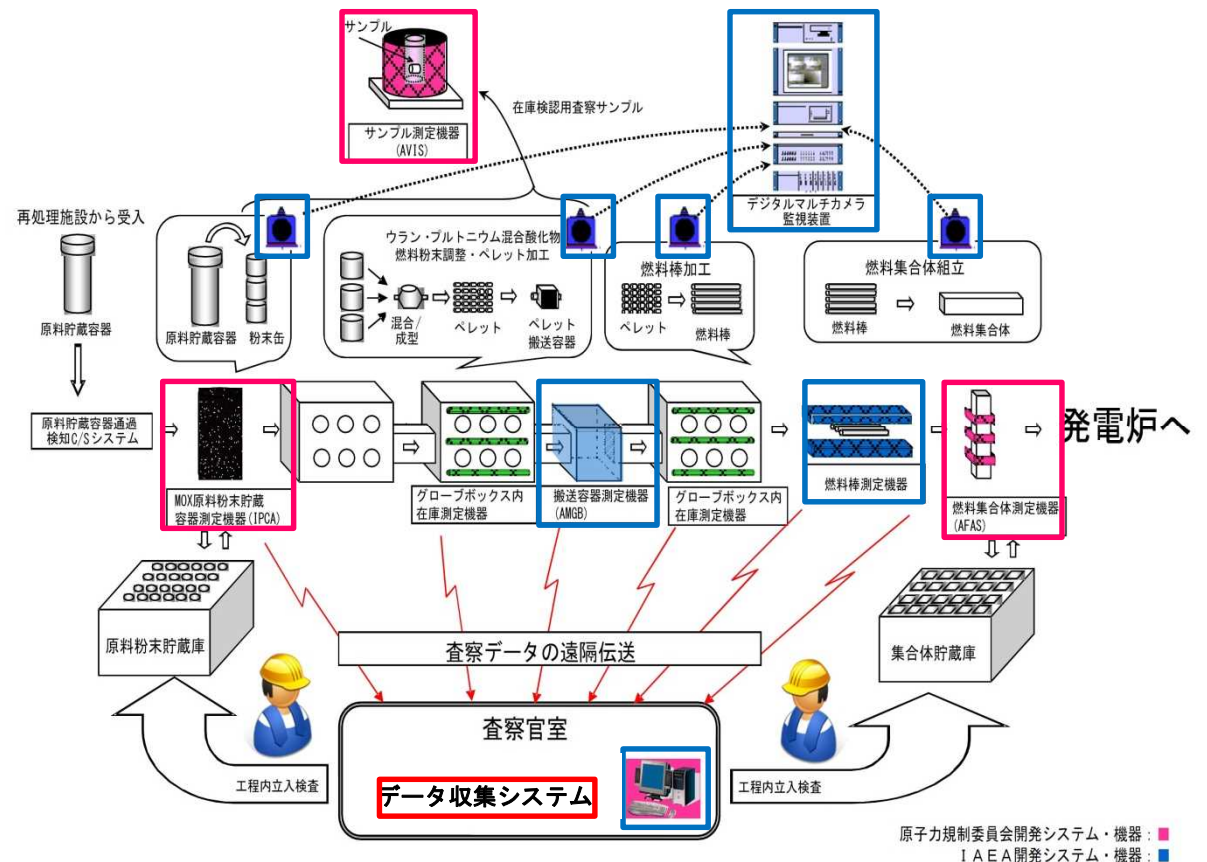 サンプル
サンプル測定機器
(AVIS)
在庫検認用査察サンプル
デジタルマルチカメラ
監視装置
再処理施設から受入
原料貯蔵容器
原料貯蔵容器
粉末缶
ウラン・プルトニウム混合酸化物
燃料粉末調整・ペレット加工
混合/
成型
ペレット
ペレット
搬送容器
燃料棒加工
ペレット
燃料棒
燃料集合体組立
燃料棒
燃料集合体
原料貯蔵容器通過
検知C/Sシステム
MOX原料粉末貯蔵
容器測定機器(IPCA)
グローブボックス内
在庫測定機器
搬送容器測定機器
(AMGB)
グローブボックス内
在庫測定機器
燃料棒測定機器
燃料集合体測定機器
(AFAS)
発電炉へ
原料粉末貯蔵庫
査察データの遠隔伝送
集合体貯蔵庫
査察官室
データ収集システム
工程内立入検査
工程内立入検査
原子力規制委員会開発システム・機器：■
ＩＡＥＡ開発システム・機器：■